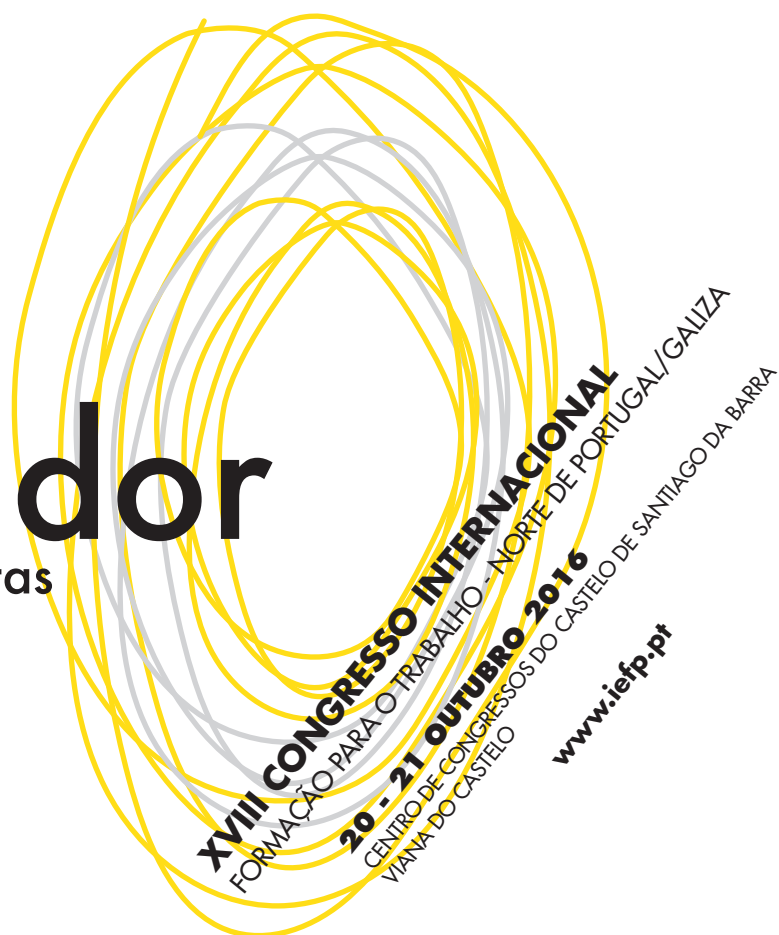 dor
ras
XVIII CONGRESSO INTERNACIONAL
FORMAÇÃO PARA O TRABALHO - NORTE DE PORTUGAL/GALIZA
20 - 21 OUTUBRO 2016
CENTRO DE CONGRESSOS DO CASTELO DE SANTIAGO DA BARRA
VIANA DO CASTELO
www.iefp.pt